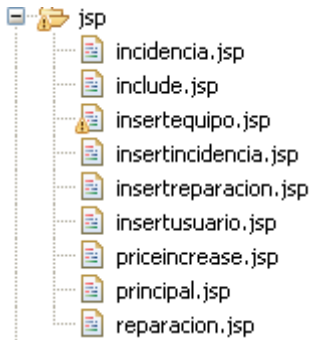 jsp
incidencia.jsp
include.jsp
insertequipo.jsp
insertincidencia.jsp
insertreparacion.jsp
insertusuario.jsp
priceincrease.jsp
principal.jsp
reparacion.jsp